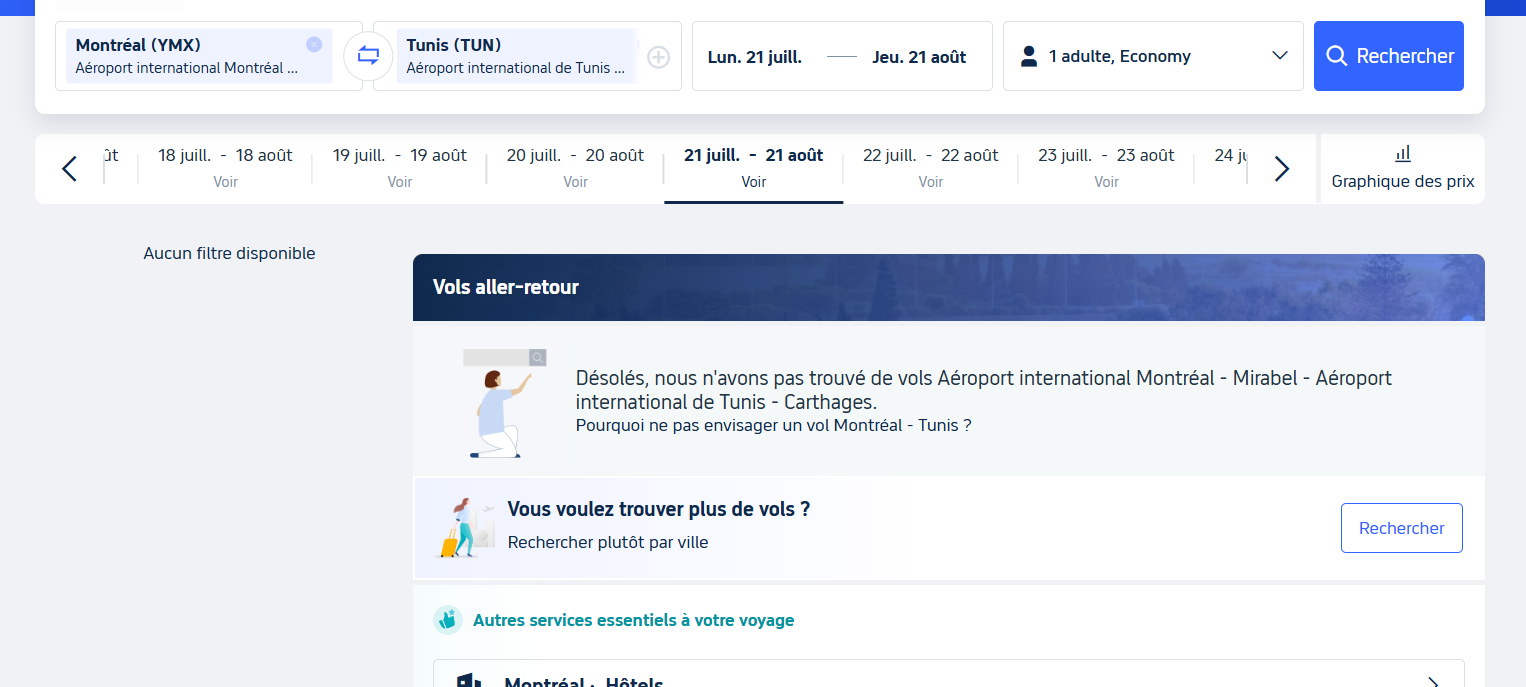 Montréal (YMX)
Aéroport international Montréal ...
Tunis (TUN)
Aéroport international de Tunis ...
Lun. 21 juill.
Jeu. 21 août
1 adulte, Economy
Rechercher
18 juill. - 18 août
Voir
19 juill. - 19 août
Voir
20 juill. - 20 août
Voir
21 juill. - 21 août
Voir
22 juill. - 22 août
Voir
23 juill. - 23 août
Voir
24
Graphique des prix
Aucun filtre disponible
Vols aller-retour
Désolés, nous n'avons pas trouvé de vols Aéroport international Montréal - Mirabel - Aéroport
international de Tunis - Carthages.
Pourquoi ne pas envisager un vol Montréal - Tunis ?
Vous voulez trouver plus de vols ?
Rechercher plutôt par ville
Rechercher
Autres services essentiels à votre voyage
Montréal · Hôtels